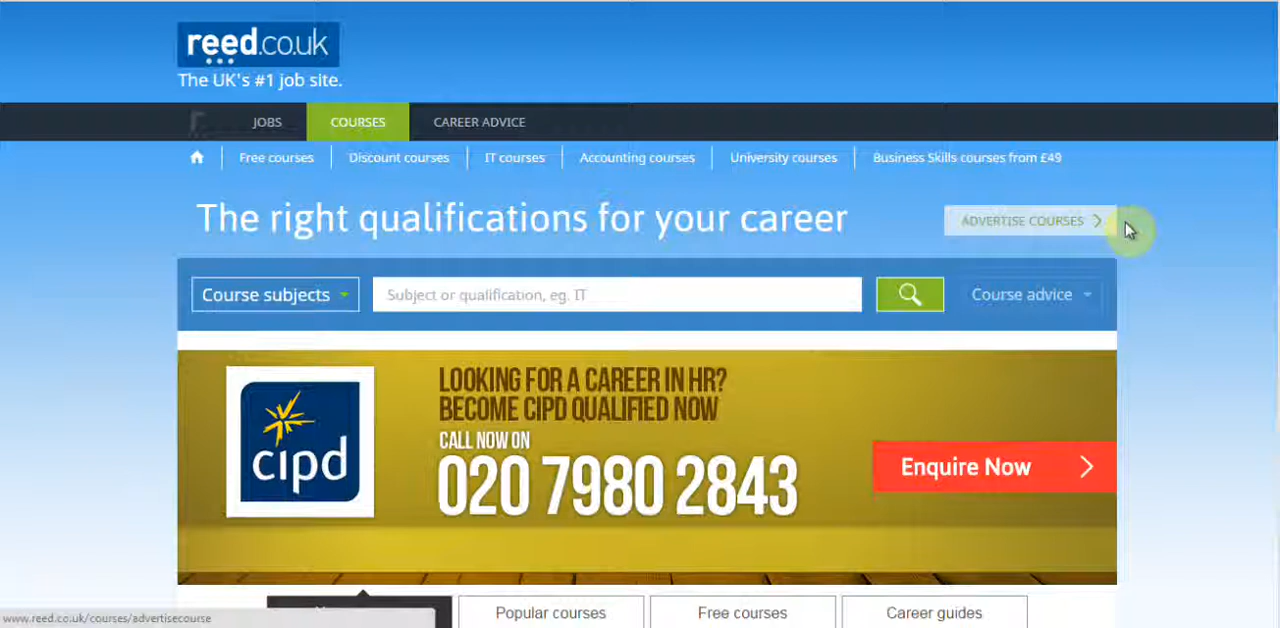 reed.co.uk
The UK's #1 job site.
JOBS COURSES CAREER ADVICE
Free courses Discount courses IT courses Accounting courses University courses Business Skills courses from £49
The right qualifications for your career
ADVERTISE COURSES
Course subjects Subject or qualification, eg. IT Course advice
LOOKING FOR A CAREER IN HR?
BECOME CIPD QUALIFIED NOW
CALL NOW ON
cipd 020 7980 2843
Enquire Now
Popular courses Free courses Career guides
www.reed.co.uk/courses/advertisecourse